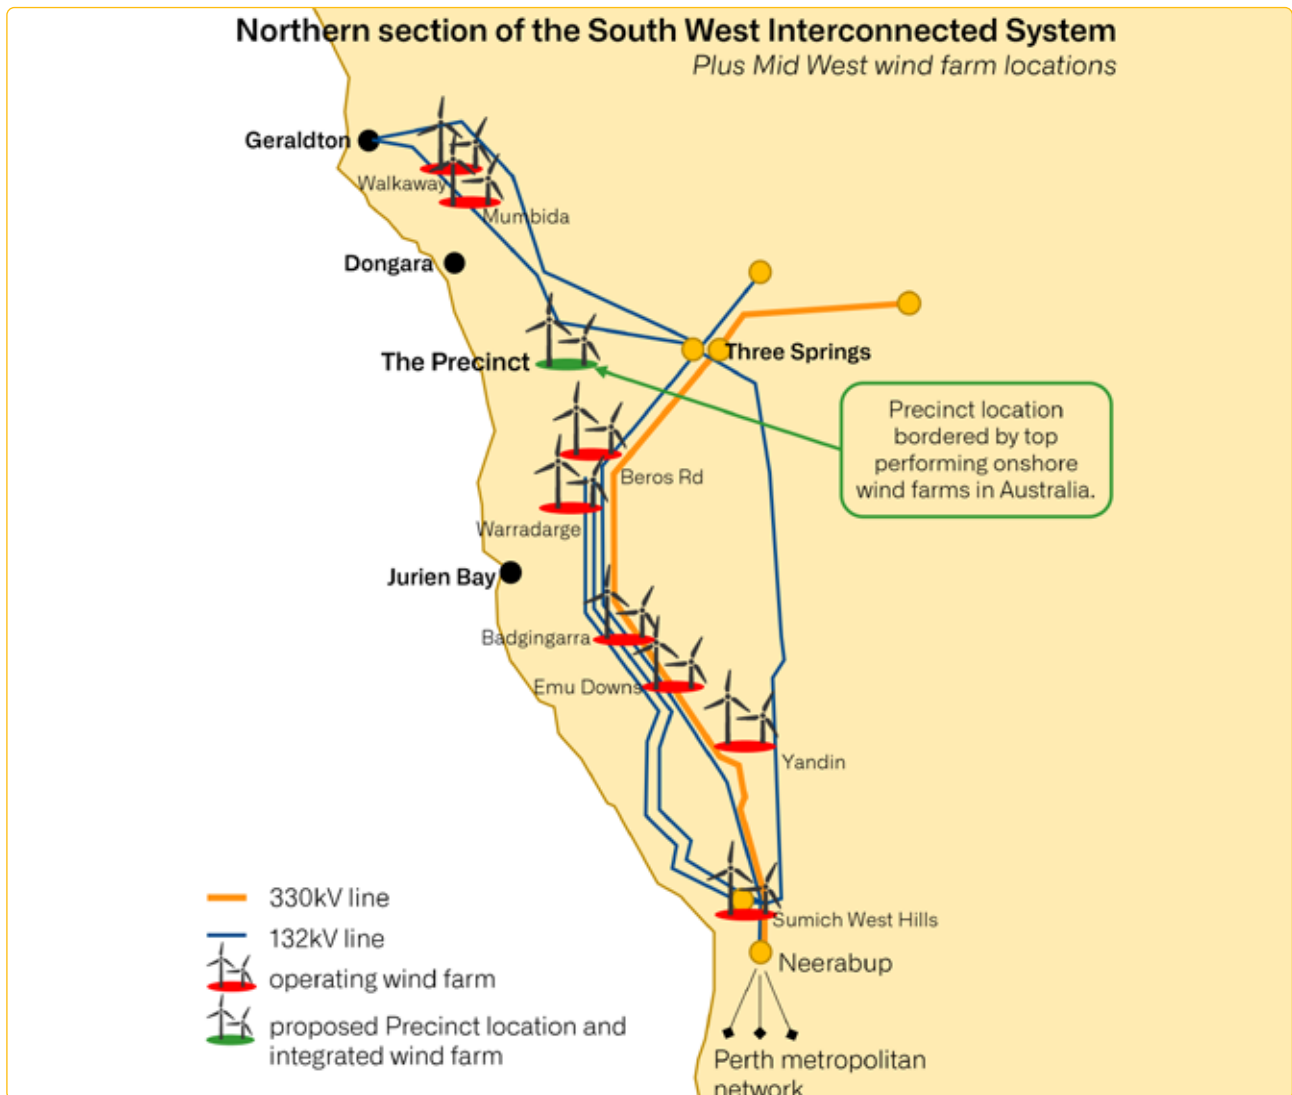 Northern section of the South West Interconnected System
Plus Mid West wind farm locations
Geraldton
Walkaway
Mumbida
Dongara
The Precinct
Three Springs
Precinct location
bordered by top
performing onshore
wind farms in Australia.
Beros Rd
Warradarge
Jurien Bay
Badgingarra
Emu Downs
Yandin
330kV line
132kV line
operating wind farm
proposed Precinct location and
integrated wind farm
Sumich West Hills
Neerabup
Perth metropolitan
network